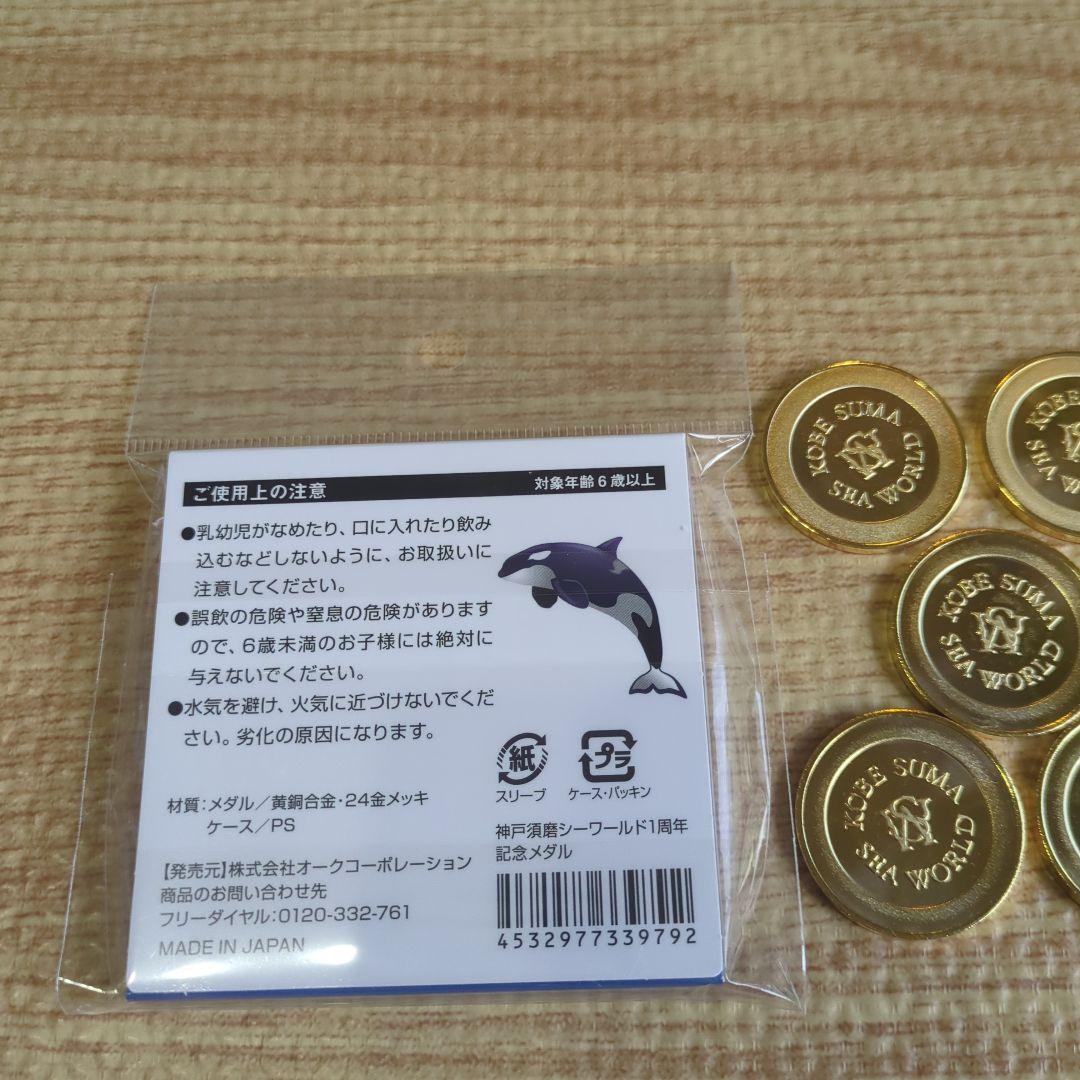 ご使用上の注意 対象年齢6歳以上
●乳幼児がなめたり、口に入れたり飲み
込むなどしないように、お取扱いに
注意してください。
●誤飲の危険や窒息の危険があります
ので、6歳未満のお子様には絶対に
与えないでください。
●水気を避け、火気に近づけないでくだ
さい。劣化の原因になります。
紙
スリーブ
プラ
ケース・パッキン
材質:メダル/黄銅合金・24金メッキ
ケース/PS
神戸須磨シーワールド1周年
記念メダル
【発売元】株式会社オークコーポレーション
商品のお問い合わせ先
フリーダイヤル:0120-332-761
MADE IN JAPAN
4532977339792
KOBE SUMA
SEA WORLD
KOBE
SEA
KOBE SUMA
SEA WORLD
KOBE SUMA
SEA WORLD